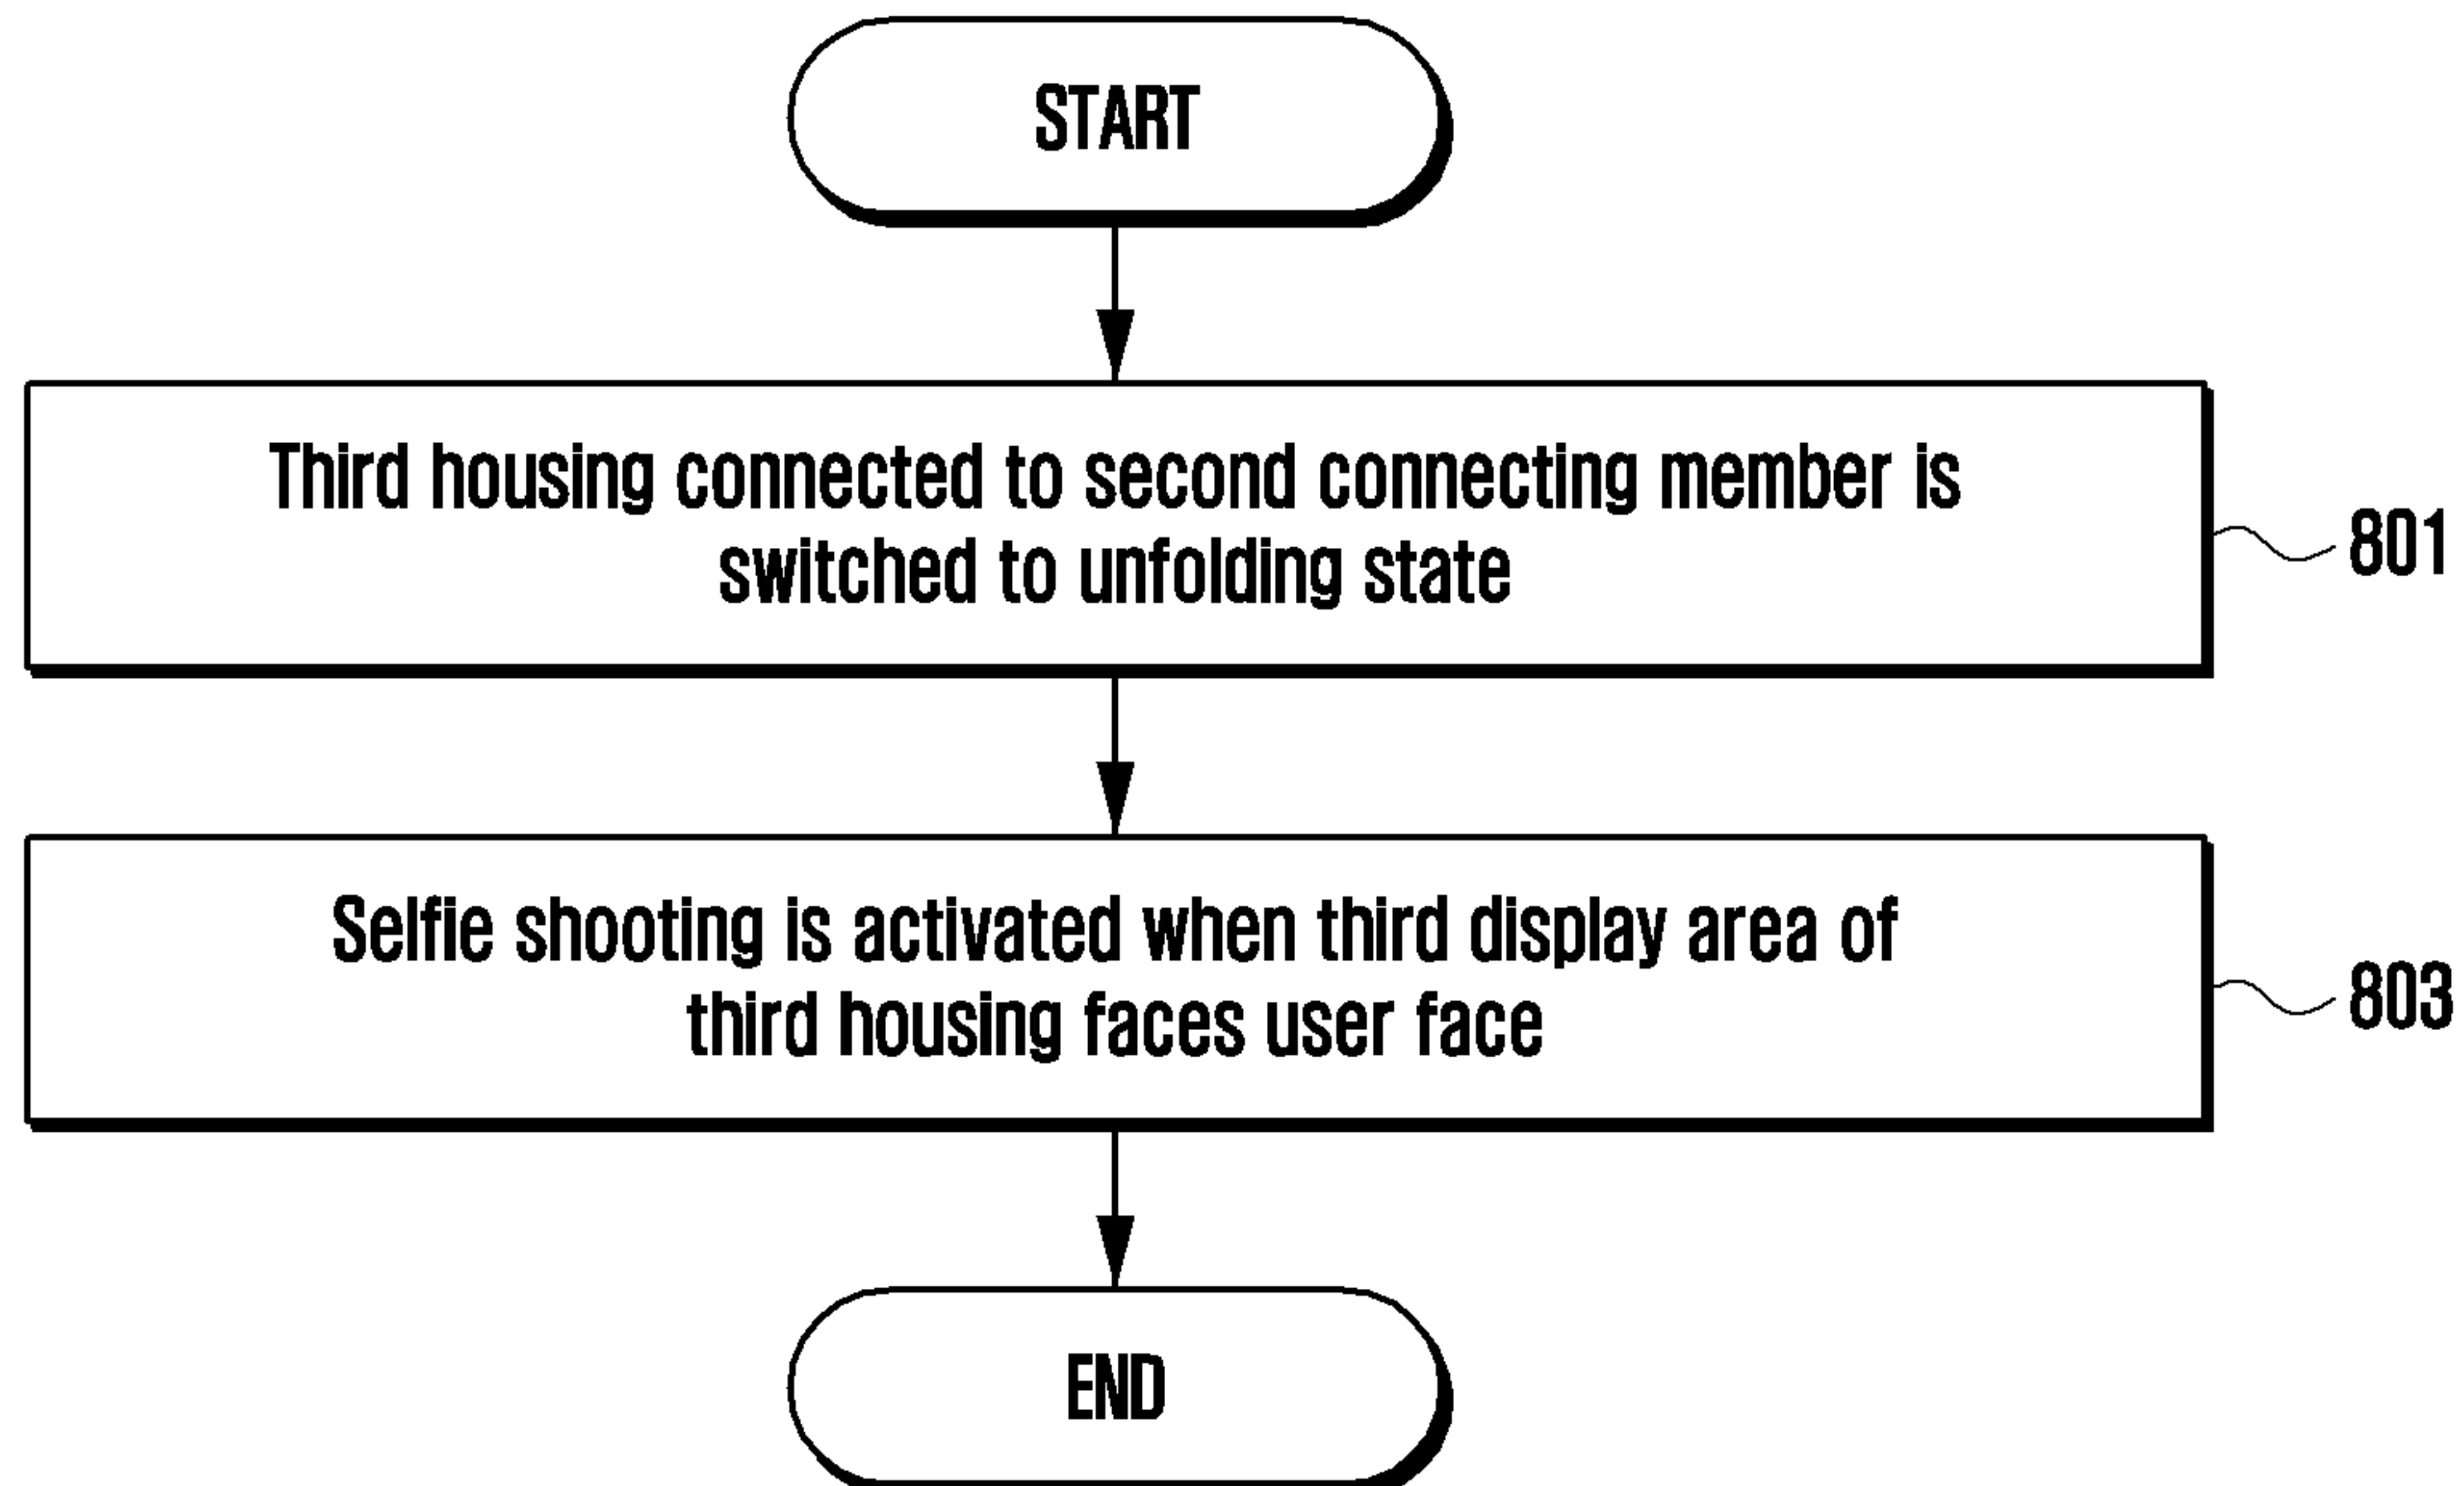 START
Third housing connected to second connecting member is
switched to unfolding state
801
Selfie shooting is activated when third display area of
third housing faces user face
803
END